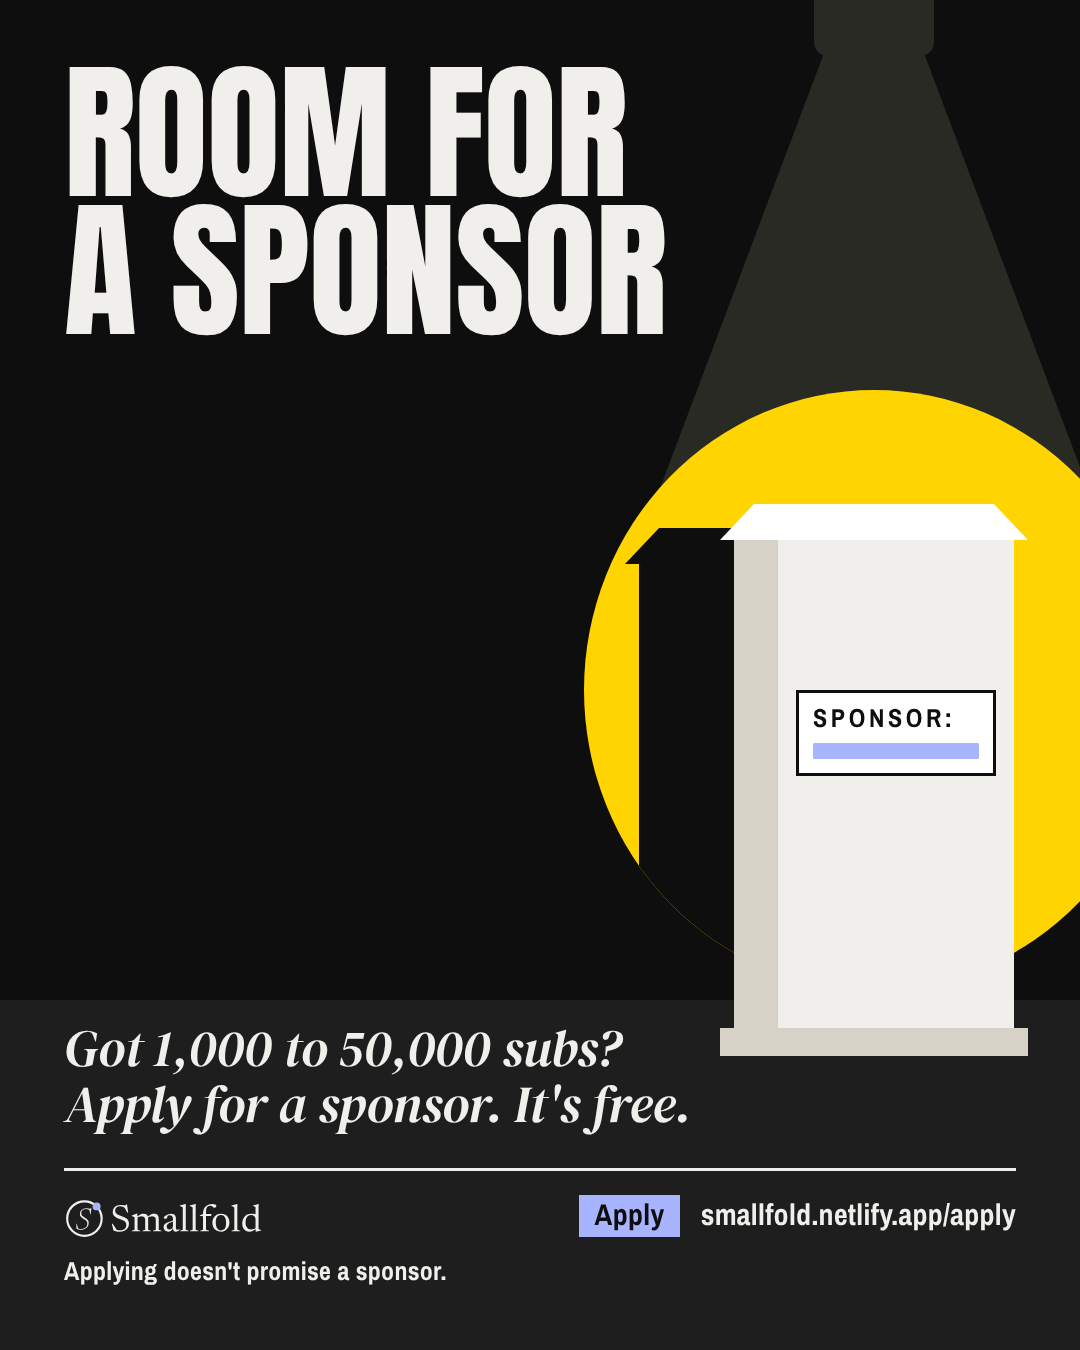 ROOM FOR
A SPONSOR
SPONSOR:
Got 1,000 to 50,000 subs?
Apply for a sponsor. It's free.
S Smallfold
Apply smallfold.netlify.app/apply
Applying doesn't promise a sponsor.